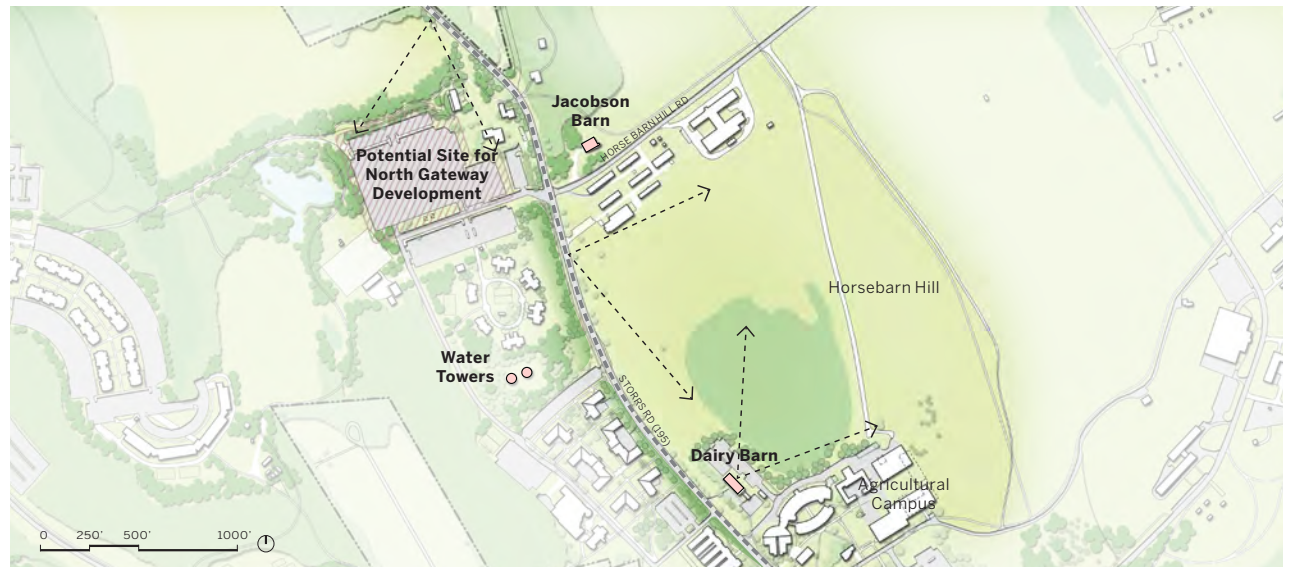 Jacobson
Barn
HORSE BARN HILL RD
Potential Site for
North Gateway
Development
Horsebarn Hill
Water
Towers
STORRS RD (195)
Dairy Barn
Agricultural
Campus
0 250' 500' 1000'